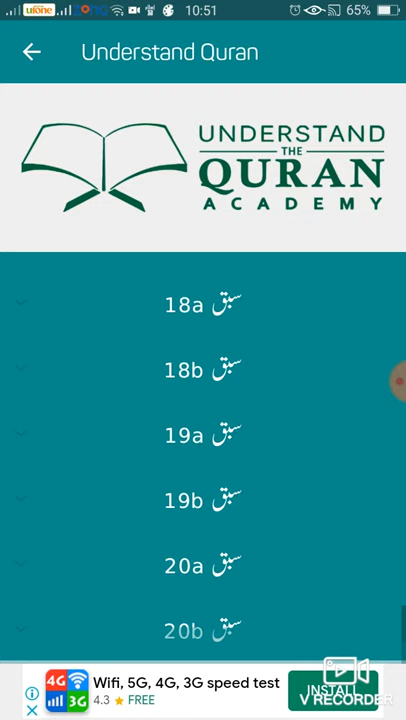 ufone ZONG 10:51 65%
Understand Quran
UNDERSTAND
THE
QURAN
ACADEMY
سبق 18a
سبق 18b
سبق 19a
سبق 19b
سبق 20a
سبق 20b
4G
3G
Wifi, 5G, 4G, 3G speed test
4.3 ★ FREE
INSTALL
V RECORDER